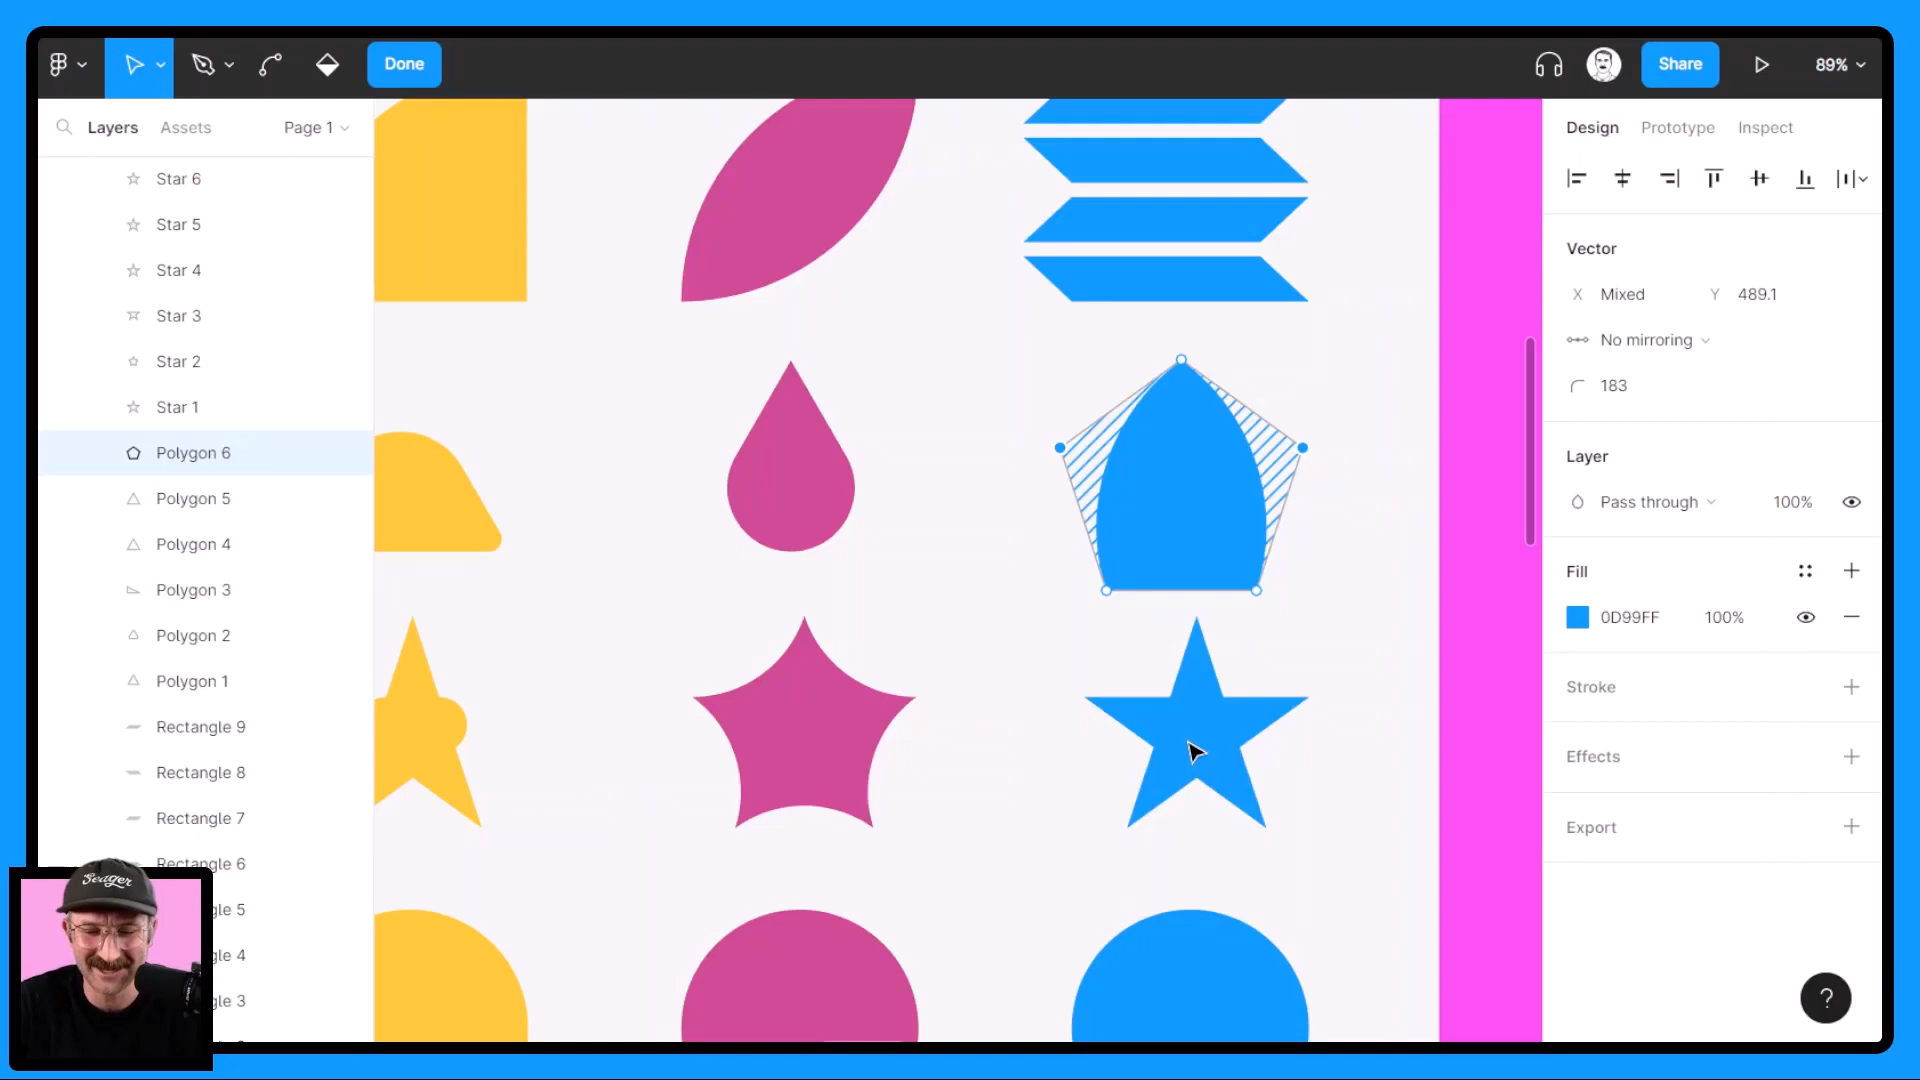 Done
Share
89%
Layers
Assets
Page 1
Star 6
Star 5
Star 4
Star 3
Star 2
Star 1
Polygon 6
Polygon 5
Polygon 4
Polygon 3
Polygon 2
Polygon 1
Rectangle 9
Rectangle 8
Rectangle 7
Rectangle 6
gle 5
gle 4
gle 3
Seager
Design
Prototype
Inspect
Vector
X Mixed
Y 489.1
No mirroring
183
Layer
Pass through
100%
Fill
0D99FF
100%
Stroke
Effects
Export
?